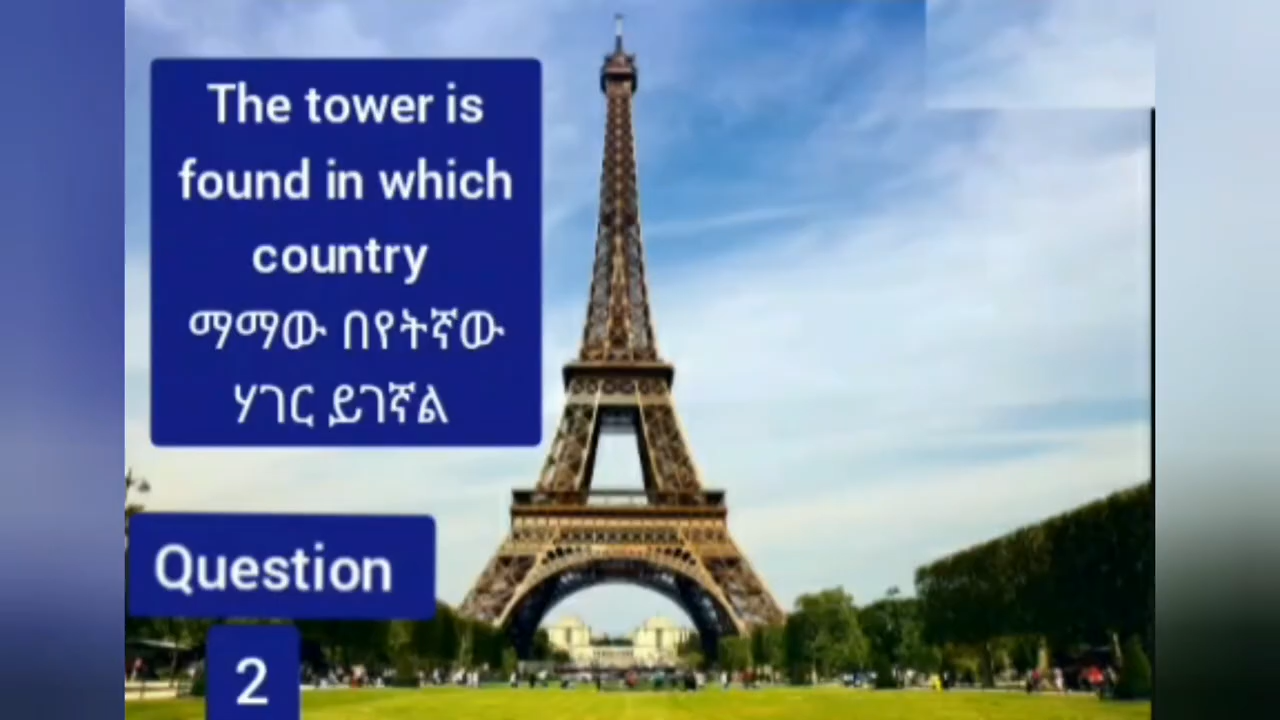 The tower is
found in which
country
ማማው በየትኛው
ሃገር ይገኛል
Question
2